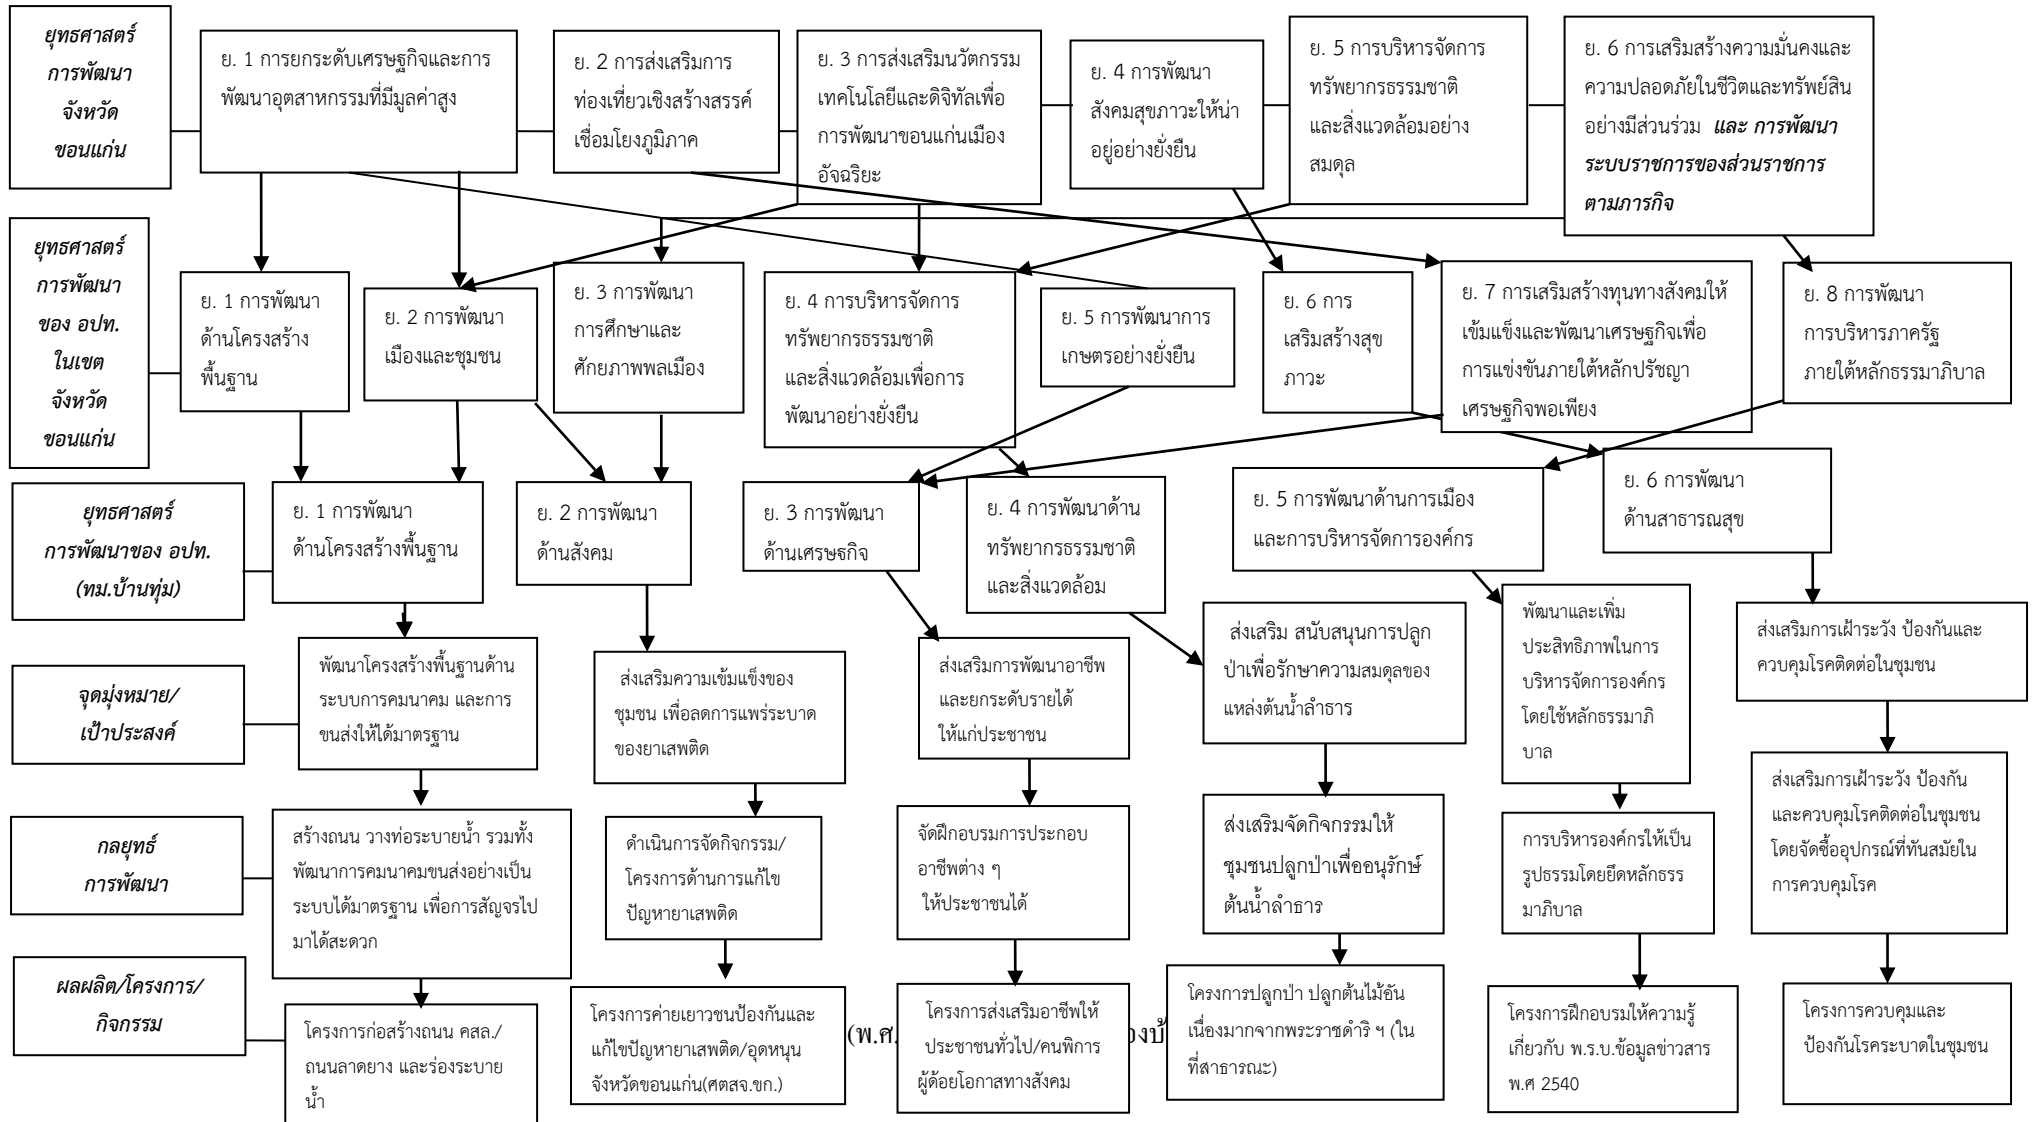 ยุทธศาสตร์
การพัฒนา
จังหวัด
ขอนแก่น
ย. 1 การยกระดับเศรษฐกิจและการ
พัฒนาอุตสาหกรรมที่มีมูลค่าสูง
ย. 2 การส่งเสริมการ
ท่องเที่ยวเชิงสร้างสรรค์
เชื่อมโยงภูมิภาค
ย. 3 การส่งเสริมนวัตกรรม
เทคโนโลยีและดิจิทัลเพื่อ
การพัฒนาขอนแก่นเมือง
อัจฉริยะ
ย. 4 การพัฒนา
สังคมสุขภาวะให้น่า
อยู่อย่างยั่งยืน
ย. 5 การบริหารจัดการ
ทรัพยากรธรรมชาติ
และสิ่งแวดล้อมอย่าง
สมดุล
ย. 6 การเสริมสร้างความมั่นคงและ
ความปลอดภัยในชีวิตและทรัพย์สิน
อย่างมีส่วนร่วม และ การพัฒนา
ระบบราชการของส่วนราชการ
ตามภารกิจ
ยุทธศาสตร์
การพัฒนา
ของ อปท.
ในเขต
จังหวัด
ขอนแก่น
ย. 1 การพัฒนา
ด้านโครงสร้าง
พื้นฐาน
ย. 2 การพัฒนา
เมืองและชุมชน
ย. 3 การพัฒนา
การศึกษาและ
ศักยภาพพลเมือง
ย. 4 การบริหารจัดการ
ทรัพยากรธรรมชาติ
และสิ่งแวดล้อมเพื่อการ
พัฒนาอย่างยั่งยืน
ย. 5 การพัฒนาการ
เกษตรอย่างยั่งยืน
ย. 6 การ
เสริมสร้างสุข
ภาวะ
ย. 7 การเสริมสร้างทุนทางสังคมให้
เข้มแข็งและพัฒนาเศรษฐกิจเพื่อ
การแข่งขันภายใต้หลักปรัชญา
เศรษฐกิจพอเพียง
ย. 8 การพัฒนา
การบริหารภาครัฐ
ภายใต้หลักธรรมาภิบาล
ยุทธศาสตร์
การพัฒนาของ อปท.
(ทม.บ้านทุ่ม)
ย. 1 การพัฒนา
ด้านโครงสร้างพื้นฐาน
ย. 2 การพัฒนา
ด้านสังคม
ย. 3 การพัฒนา
ด้านเศรษฐกิจ
ย. 4 การพัฒนาด้าน
ทรัพยากรธรรมชาติ
และสิ่งแวดล้อม
ย. 5 การพัฒนาด้านการเมือง
และการบริหารจัดการองค์กร
ย. 6 การพัฒนา
ด้านสาธารณสุข
จุดมุ่งหมาย/
เป้าประสงค์
พัฒนาโครงสร้างพื้นฐานด้าน
ระบบการคมนาคม และการ
ขนส่งให้ได้มาตรฐาน
ส่งเสริมความเข้มแข็งของ
ชุมชน เพื่อลดการแพร่ระบาด
ของยาเสพติด
ส่งเสริมการพัฒนาอาชีพ
และยกระดับรายได้
ให้แก่ประชาชน
ส่งเสริม สนับสนุนการปลูก
ป่าเพื่อรักษาความสมดุลของ
แหล่งต้นน้ำลำธาร
พัฒนาและเพิ่ม
ประสิทธิภาพในการ
บริหารจัดการองค์กร
โดยใช้หลักธรรมาภิ
บาล
ส่งเสริมการเฝ้าระวัง ป้องกันและ
ควบคุมโรคติดต่อในชุมชน
กลยุทธ์
การพัฒนา
สร้างถนน วางท่อระบายน้ำ รวมทั้ง
พัฒนาการคมนาคมขนส่งอย่างเป็น
ระบบได้มาตรฐาน เพื่อการสัญจรไป
มาได้สะดวก
ดำเนินการจัดกิจกรรม/
โครงการด้านการแก้ไข
ปัญหายาเสพติด
จัดฝึกอบรมการประกอบ
อาชีพต่าง ๆ
ให้ประชาชนได้
ส่งเสริมจัดกิจกรรมให้
ชุมชนปลูกป่าเพื่ออนุรักษ์
ต้นน้ำลำธาร
การบริหารองค์กรให้เป็น
รูปธรรมโดยยึดหลักธรร
มาภิบาล
ส่งเสริมการเฝ้าระวัง ป้องกัน
และควบคุมโรคติดต่อในชุมชน
โดยจัดซื้ออุปกรณ์ที่ทันสมัยใน
การควบคุมโรค
ผลผลิต/โครงการ/
กิจกรรม
โครงการก่อสร้างถนน คสล./
ถนนลาดยาง และร่องระบาย
น้ำ
โครงการค่ายเยาวชนป้องกันและ
แก้ไขปัญหายาเสพติด/อุดหนุน
จังหวัดขอนแก่น(ศตสจ.ขก.)
(พ.ศ.
โครงการส่งเสริมอาชีพให้
ประชาชนทั่วไป/คนพิการ
ผู้ด้อยโอกาสทางสังคม
โครงการปลูกป่า ปลูกต้นไม้อัน
เนื่องมากจากพระราชดำริ ฯ (ใน
ที่สาธารณะ)
โครงการฝึกอบรมให้ความรู้
เกี่ยวกับ พ.ร.บ.ข้อมูลข่าวสาร
พ.ศ 2540
โครงการควบคุมและ
ป้องกันโรคระบาดในชุมชน